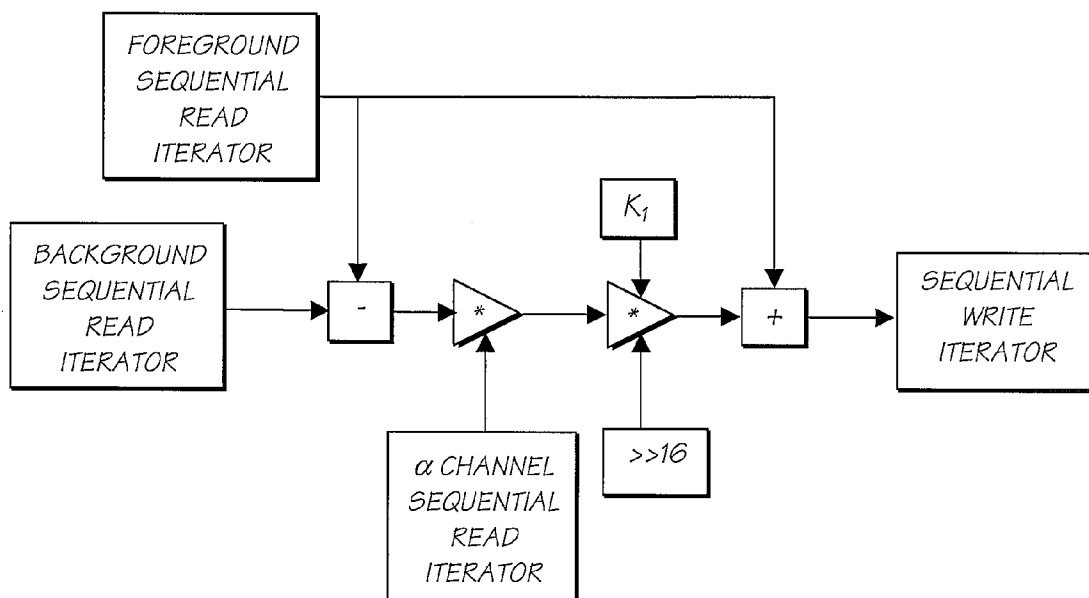 FOREGROUND
SEQUENTIAL
READ
ITERATOR
K₁
BACKGROUND
SEQUENTIAL
READ
ITERATOR
-
*
*
+
SEQUENTIAL
WRITE
ITERATOR
α CHANNEL
SEQUENTIAL
READ
ITERATOR
>>16